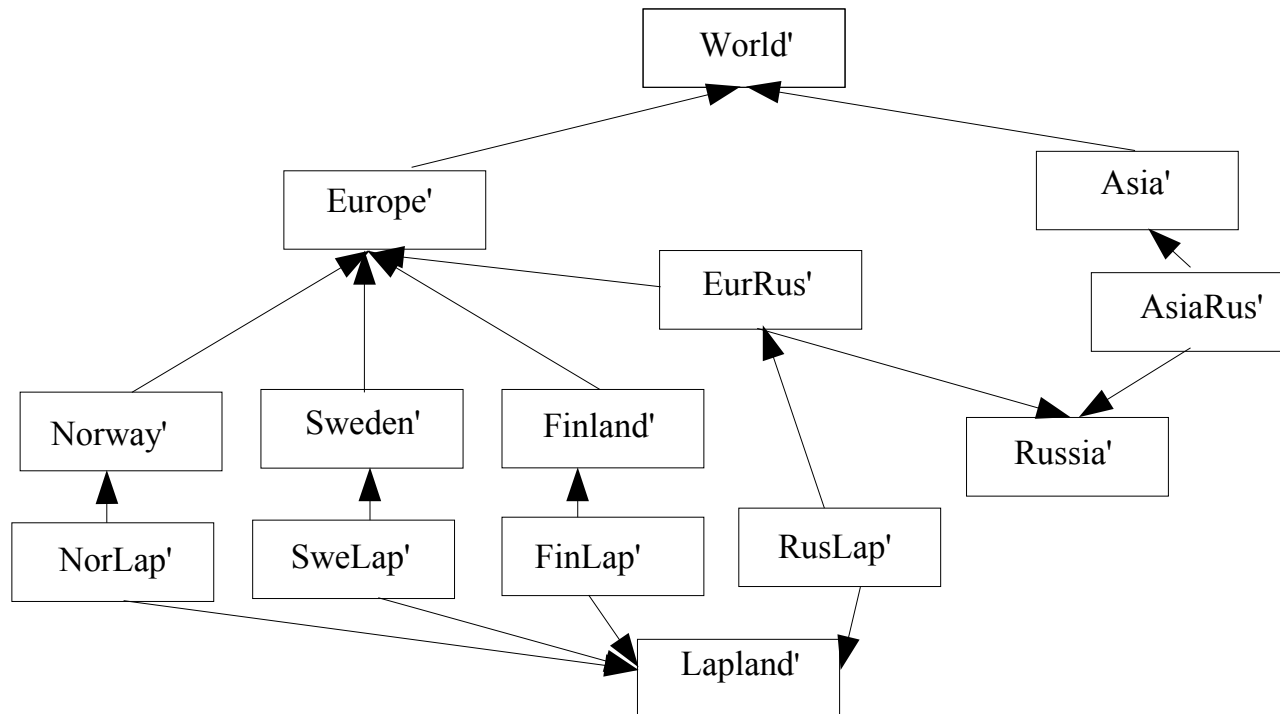 World'
Asia'
Europe'
EurRus'
AsiaRus'
Norway'
Sweden'
Finland'
Russia'
NorLap'
SweLap'
FinLap'
RusLap'
Lapland'